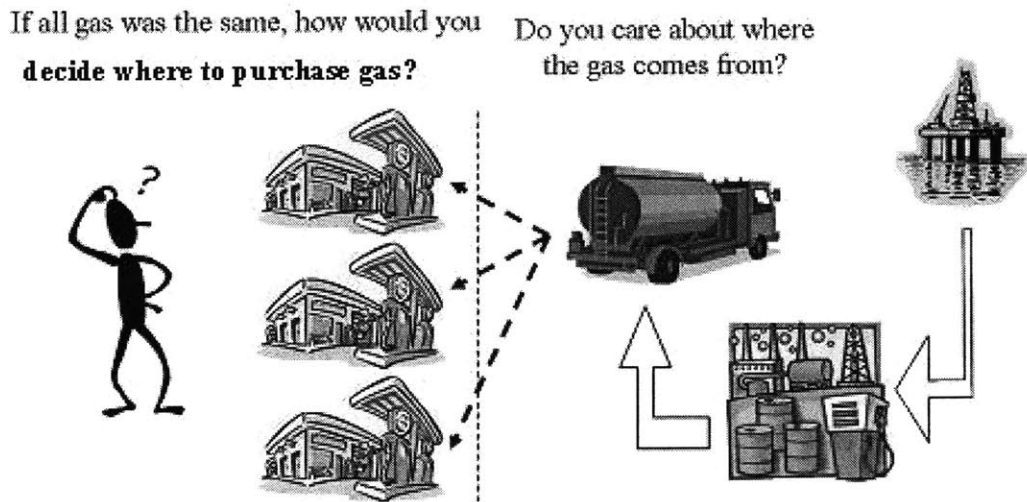 If all gas was the same, how would you
decide where to purchase gas?
Do you care about where
the gas comes from?
?